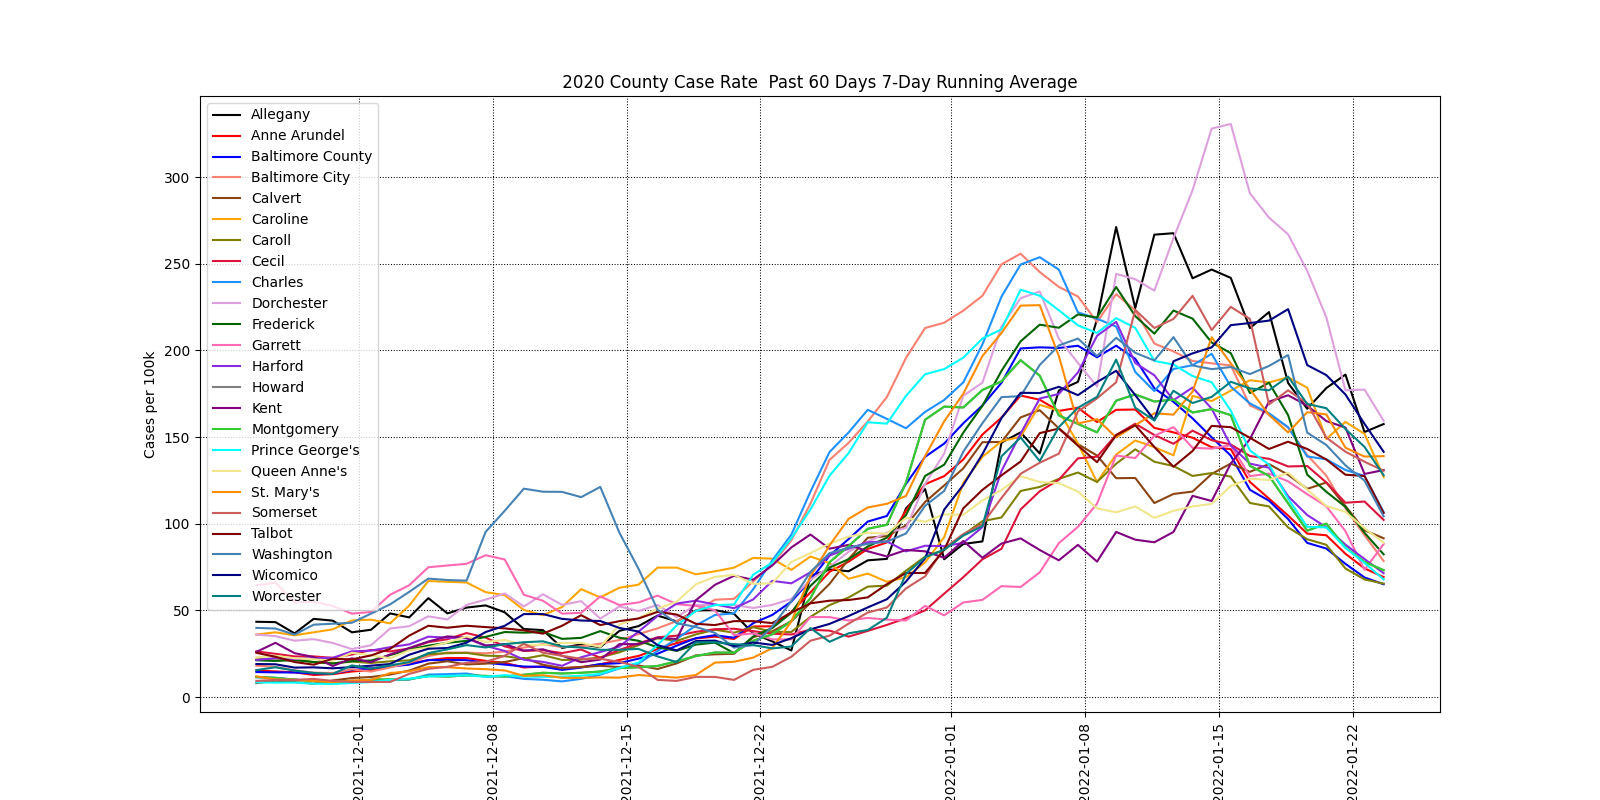 2020 County Case Rate  Past 60 Days 7-Day Running Average
Cases per 100k
300
250
200
150
100
50
0
Allegany
Anne Arundel
Baltimore County
Baltimore City
Calvert
Caroline
Caroll
Cecil
Charles
Dorchester
Frederick
Garrett
Harford
Howard
Kent
Montgomery
Prince George's
Queen Anne's
St. Mary's
Somerset
Talbot
Washington
Wicomico
Worcester
2021-12-01
2021-12-08
2021-12-15
2021-12-22
2022-01-01
2022-01-08
2022-01-15
2022-01-22